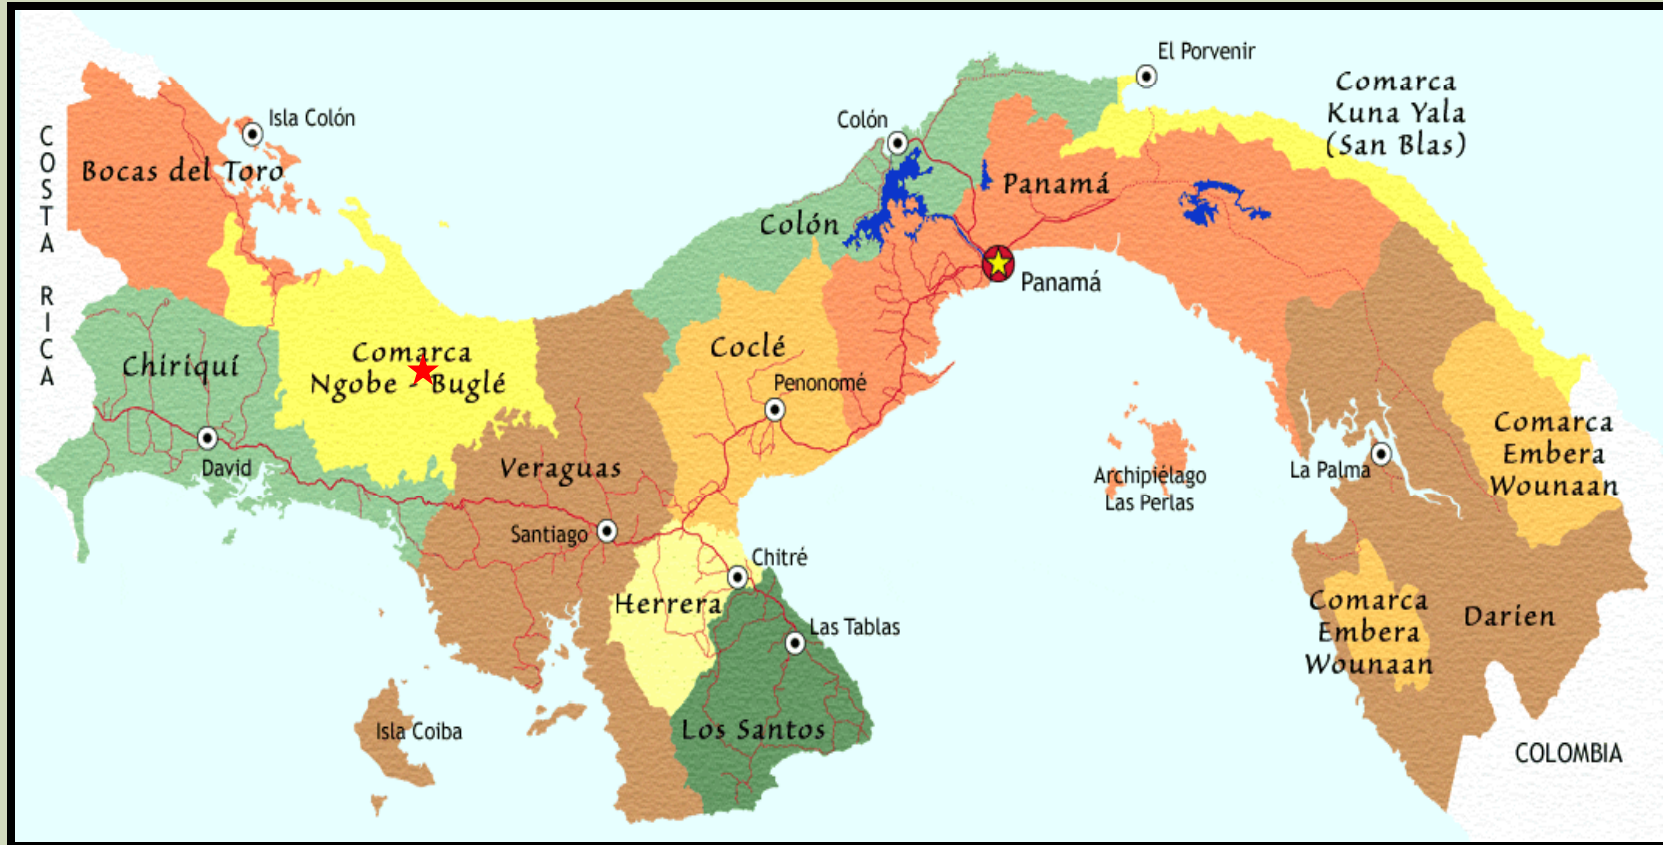 El Porvenir
Comarca
Kuna Yala
(San Blas)
Isla Colón
Colón
COSTA RICA
Bocas del Toro
Panamá
Colón
Panamá
Chiriquí
Comarca
Ngobe - Buglé
Coclé
Penonomé
David
Veraguas
Santiago
Archipiélago
Las Perlas
La Palma
Comarca
Embera
Wounaan
Chitré
Herrera
Las Tablas
Comarca
Embera
Wounaan
Darien
Isla Coiba
Los Santos
COLOMBIA